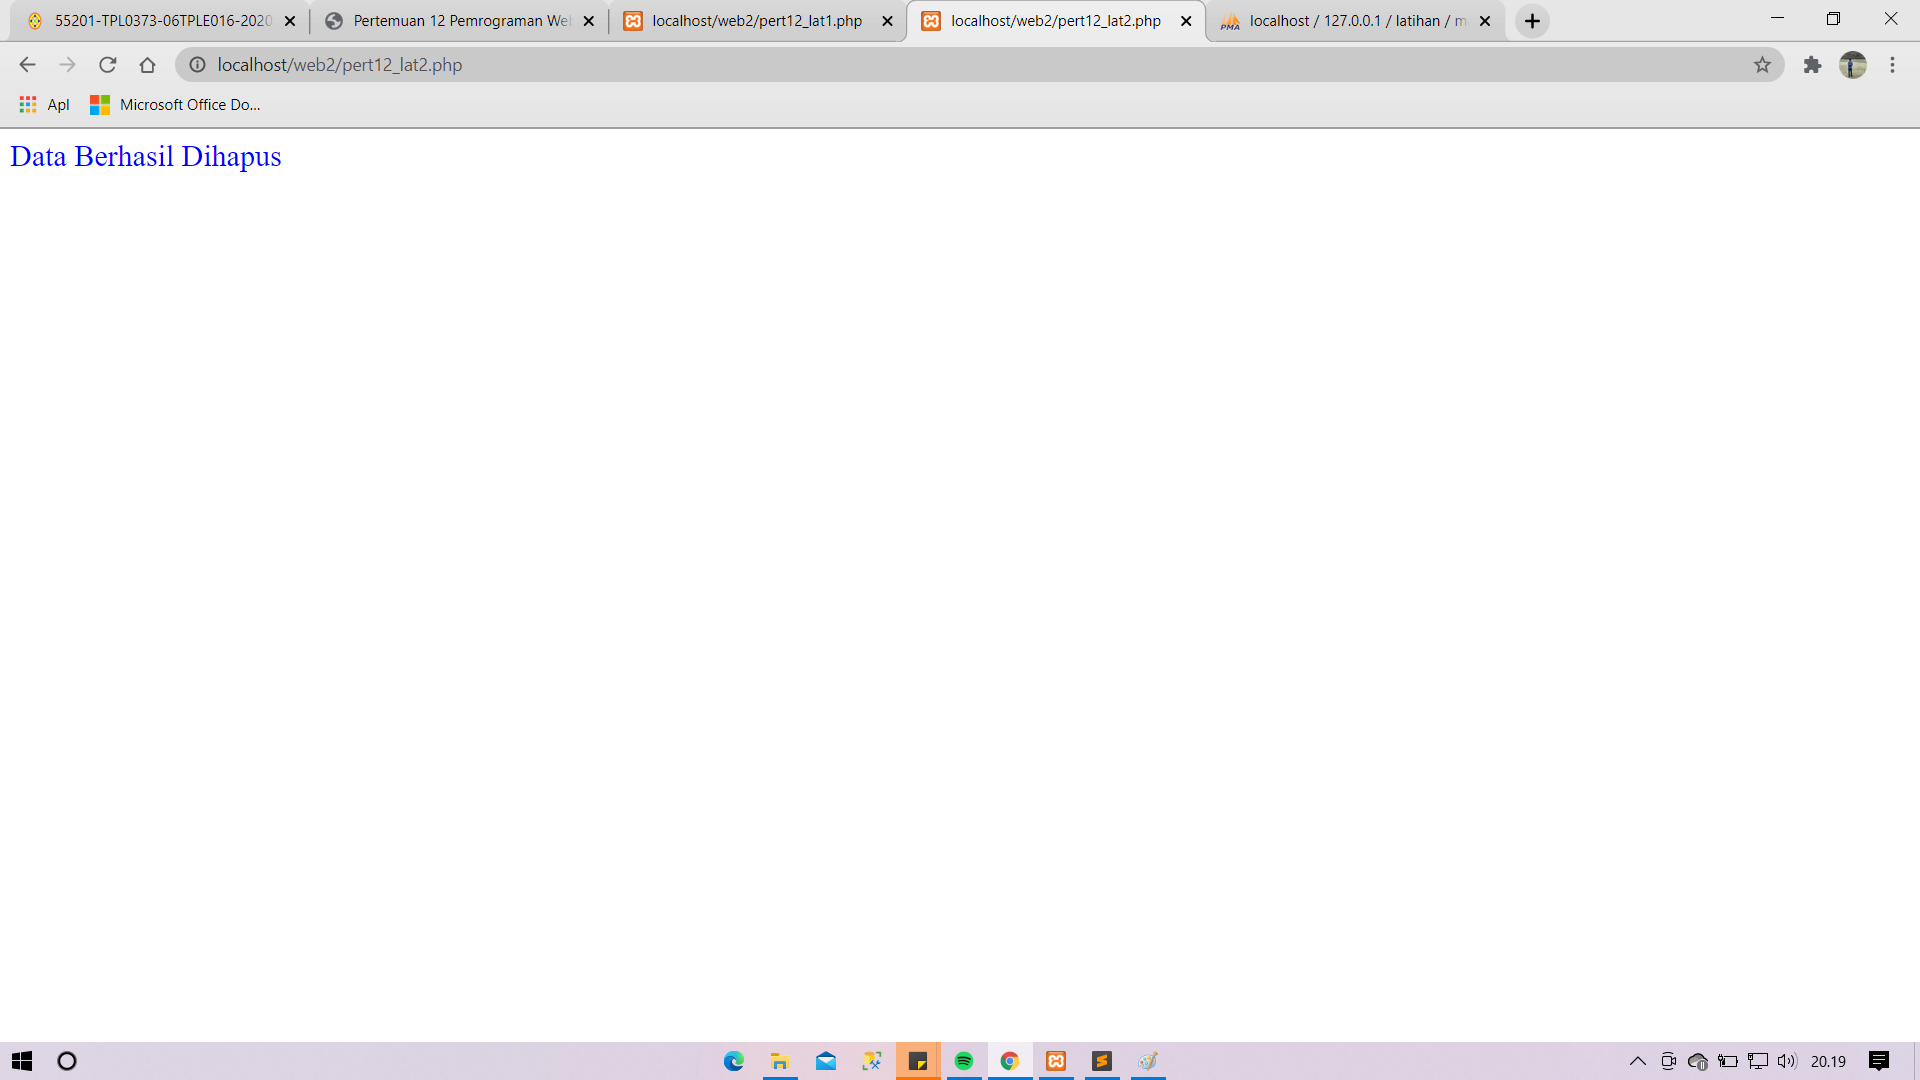 55201-TPL0373-06TPLE016-2020
Pertemuan 12 Pemrograman We
localhost/web2/pert12_lat1.php
localhost/web2/pert12_lat2.php
localhost / 127.0.0.1 / latihan / m
localhost/web2/pert12_lat2.php
Apl
Microsoft Office Do...
Data Berhasil Dihapus
20.19